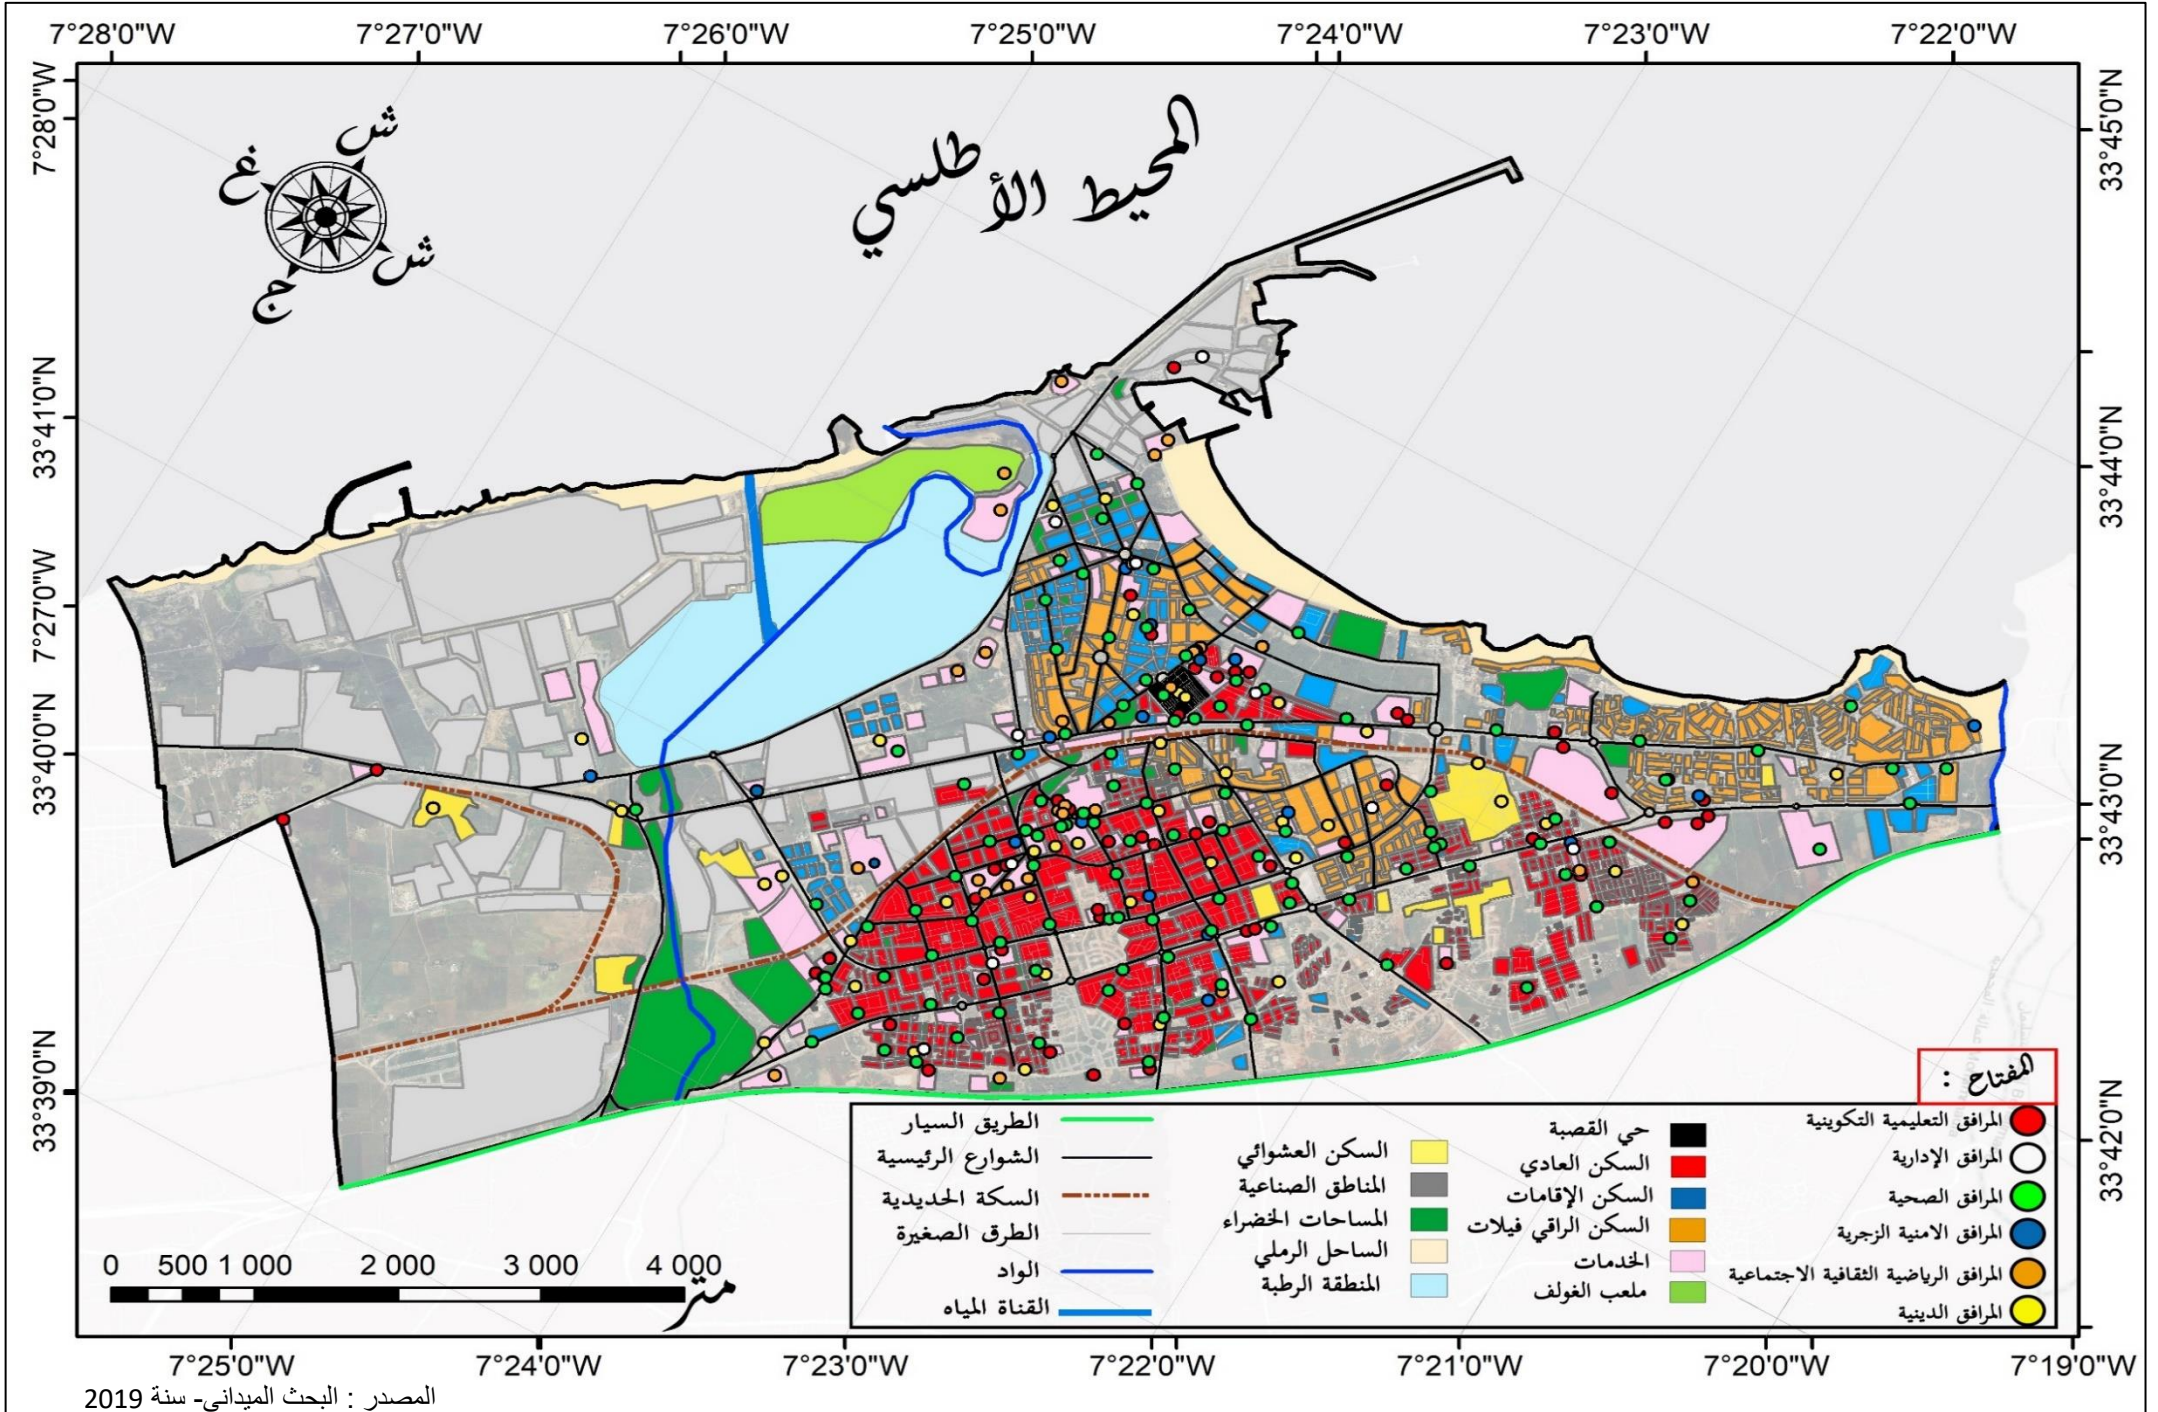 7°28'0"W 7°27'0"W 7°26'0"W 7°25'0"W 7°24'0"W 7°23'0"W 7°22'0"W
7°28'0"W
33°41'0"N
7°27'0"W
33°40'0"N
33°39'0"N
33°45'0"N
33°44'0"N
33°43'0"N
33°42'0"N
ش
غ
ش
ج
المحيط الأطلسي
المفتاح :
المرافق التعليمية التكوينية
المرافق الإدارية
المرافق الصحية
المرافق الامنية الزجرية
المرافق الرياضية الثقافية الاجتماعية
المرافق الدينية
حي القصبة
السكن العادي
السكن الإقامات
السكن الراقي فيلات
الخدمات
ملعب الغولف
السكن العشوائي
المناطق الصناعية
المساحات الخضراء
الساحل الرملي
المنطقة الرطبة
الطريق السيار
الشوارع الرئيسية
السكة الحديدية
الطرق الصغيرة
الواد
القناة المياه
0 500 1 000 2 000 3 000 4 000
متر
7°25'0"W 7°24'0"W 7°23'0"W 7°22'0"W 7°21'0"W 7°20'0"W 7°19'0"W
المصدر : البحث الميداني- سنة 2019